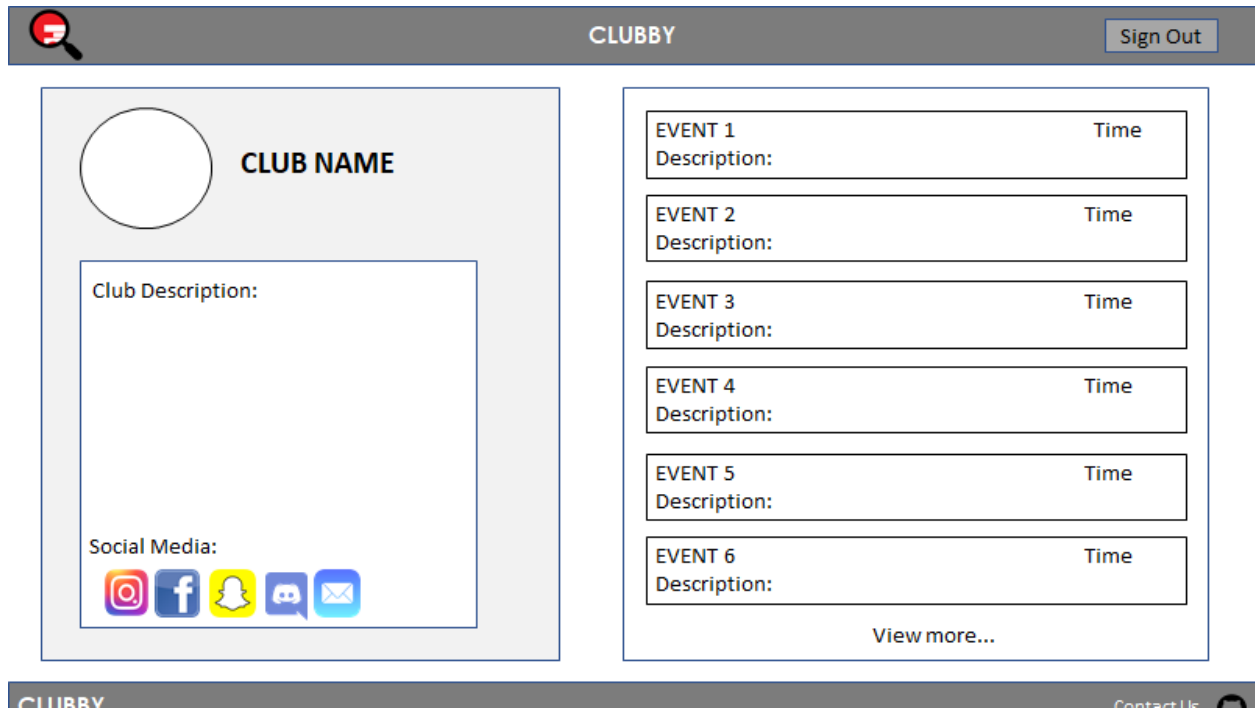 CLUBBY
Sign Out
CLUB NAME
Club Description:
Social Media:
EVENT 1 Time
Description:
EVENT 2 Time
Description:
EVENT 3 Time
Description:
EVENT 4 Time
Description:
EVENT 5 Time
Description:
EVENT 6 Time
Description:
View more...
CLUBBY
Contact Us